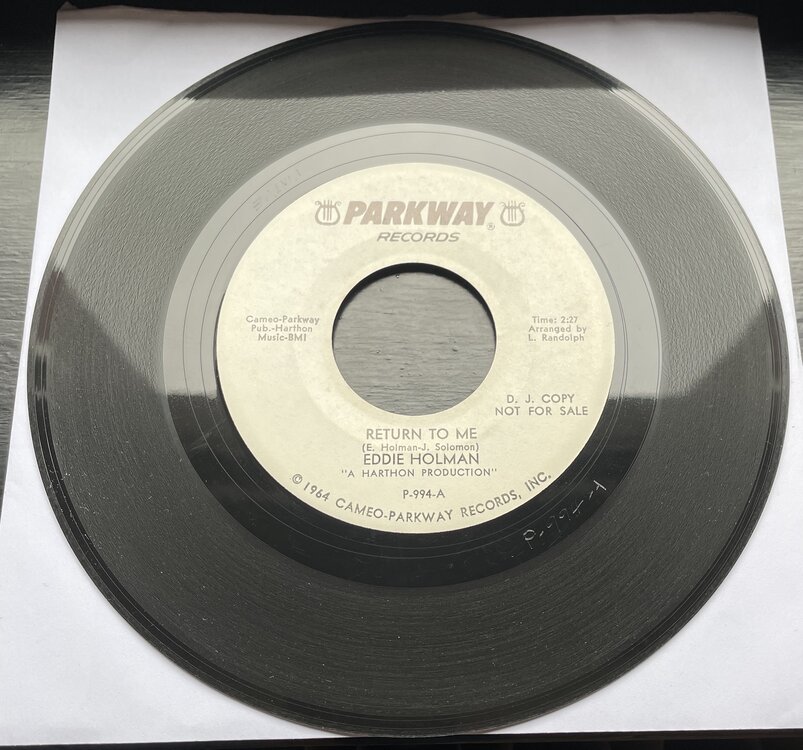 PARKWAY®
RECORDS
Cameo-Parkway
Pub.-Harthon
Music-BMI
Time: 2:27
Arranged by
L. Randolph
D. J. COPY
NOT FOR SALE
RETURN TO ME
(E. Holman-J. Solomon)
EDDIE HOLMAN
"A HARTHON PRODUCTION"
P-994-A
© 1964 CAMEO-PARKWAY RECORDS, INC.
P-994-A